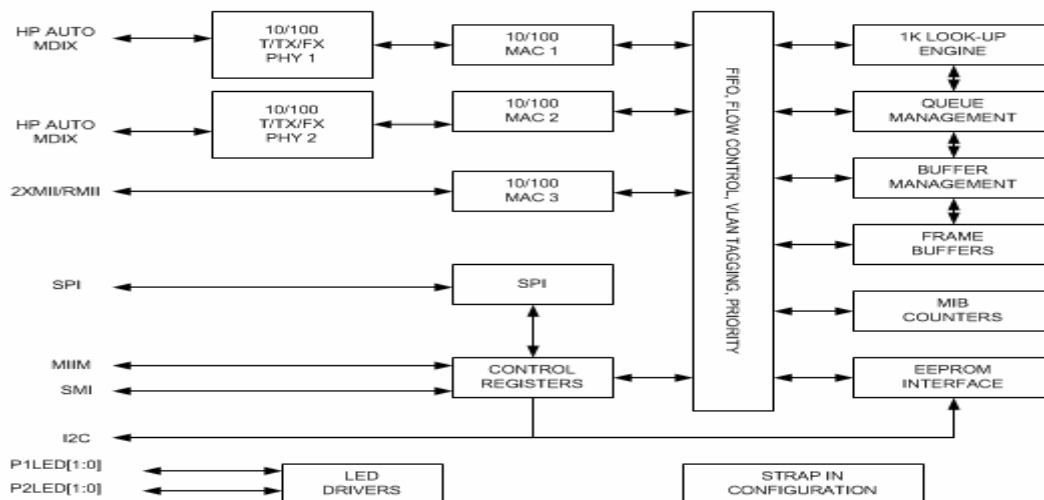 HP AUTO
MDIX
10/100
T/TX/FX
PHY 1
10/100
MAC 1
1K LOOK-UP
ENGINE
HP AUTO
MDIX
10/100
T/TX/FX
PHY 2
10/100
MAC 2
QUEUE
MANAGEMENT
2XMII/RMII
10/100
MAC 3
BUFFER
MANAGEMENT
FIFO, FLOW CONTROL, VLAN TAGGING, PRIORITY
FRAME
BUFFERS
SPI
SPI
MIB
COUNTERS
MIIM
SMI
CONTROL
REGISTERS
EEPROM
INTERFACE
I2C
P1LED[1:0]
P2LED[1:0]
LED
DRIVERS
STRAP IN
CONFIGURATION